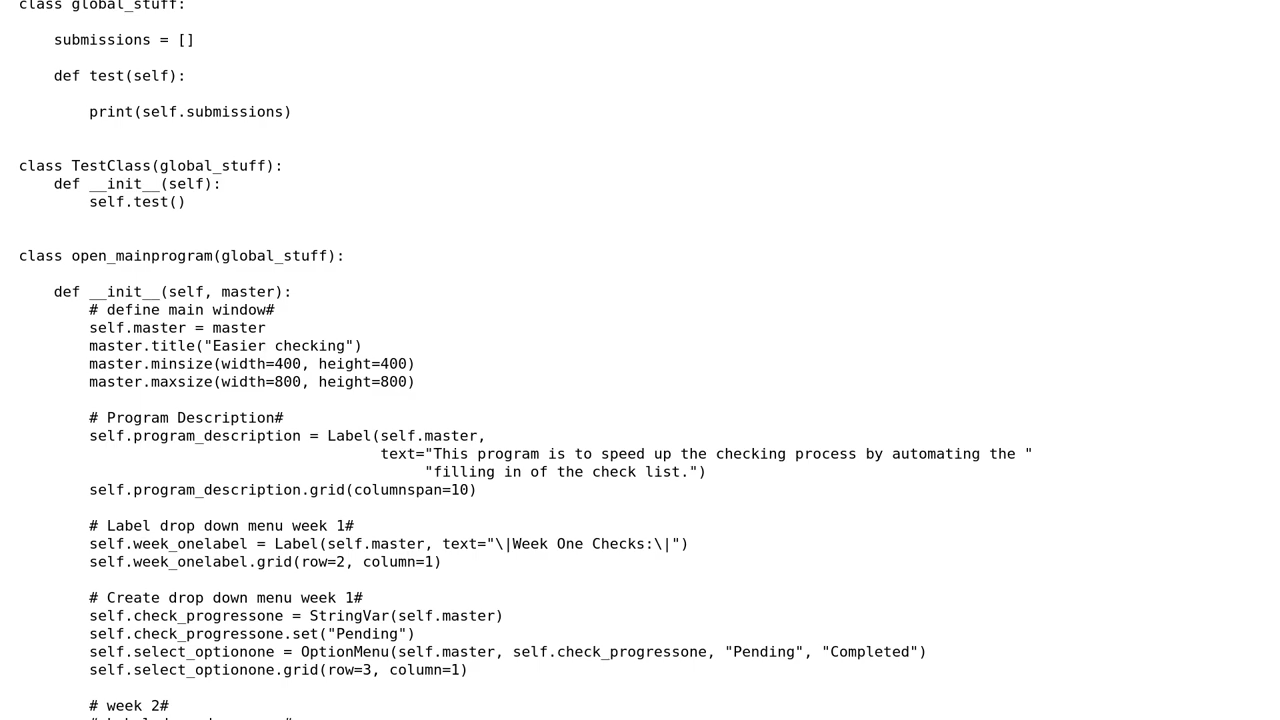 class global_stuff:
submissions = []
def test(self):
print(self.submissions)
class TestClass(global_stuff):
def __init__(self):
self.test()
class open_mainprogram(global_stuff):
def __init__(self, master):
# define main window#
self.master = master
master.title("Easier checking")
master.minsize(width=400, height=400)
master.maxsize(width=800, height=800)
# Program Description#
self.program_description = Label(self.master,
text="This program is to speed up the checking process by automating the "
"filling in of the check list.")
self.program_description.grid(columnspan=10)
# Label drop down menu week 1#
self.week_onelabel = Label(self.master, text="\|Week One Checks:\|")
self.week_onelabel.grid(row=2, column=1)
# Create drop down menu week 1#
self.check_progressone = StringVar(self.master)
self.check_progressone.set("Pending")
self.select_optionone = OptionMenu(self.master, self.check_progressone, "Pending", "Completed")
self.select_optionone.grid(row=3, column=1)
# week 2#